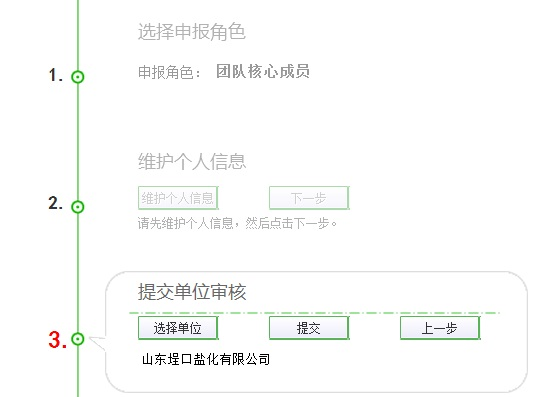 选择申报角色
1. 申报角色： 团队核心成员
维护个人信息
2. 维护个人信息 下一步
请先维护个人信息，然后点击下一步。
提交单位审核
3. 选择单位 提交 上一步
山东埕口盐化有限公司